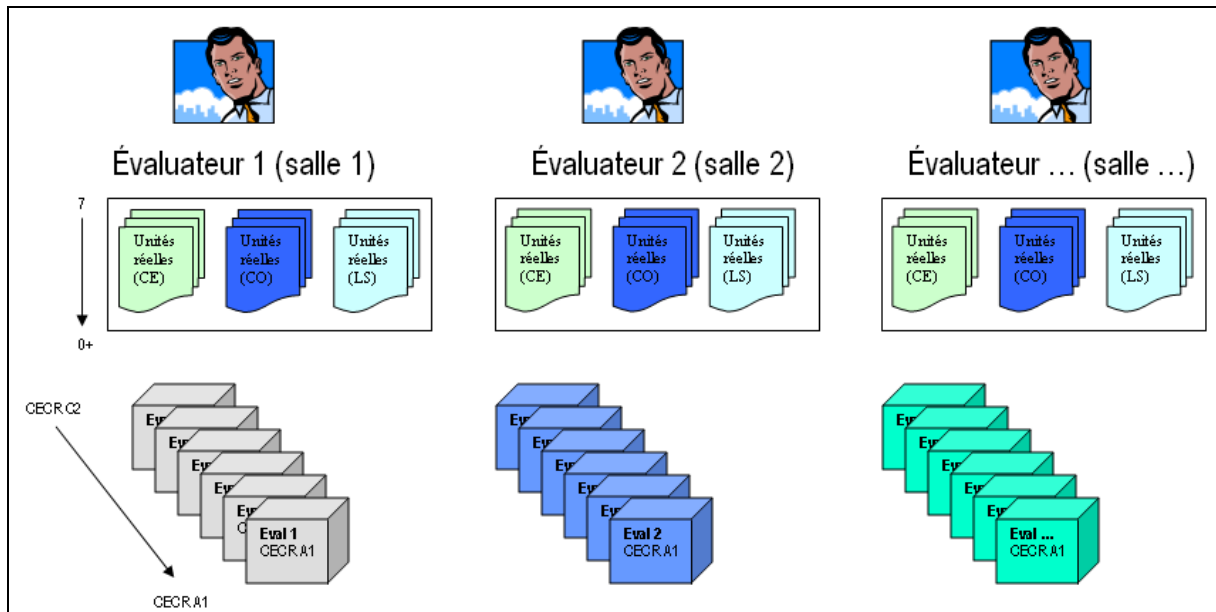 Évaluateur 1 (salle 1)
Évaluateur 2 (salle 2)
Évaluateur … (salle …)
7
0+
Unités
réelles
(CE)
Unités
réelles
(CO)
Unités
réelles
(LS)
Unités
réelles
(CE)
Unités
réelles
(CO)
Unités
réelles
(LS)
Unités
réelles
(CE)
Unités
réelles
(CO)
Unités
réelles
(LS)
CECR C2
CECR A1
Eval 1
CECR A1
Eval 2
CECR A1
Eval ...
CECR A1